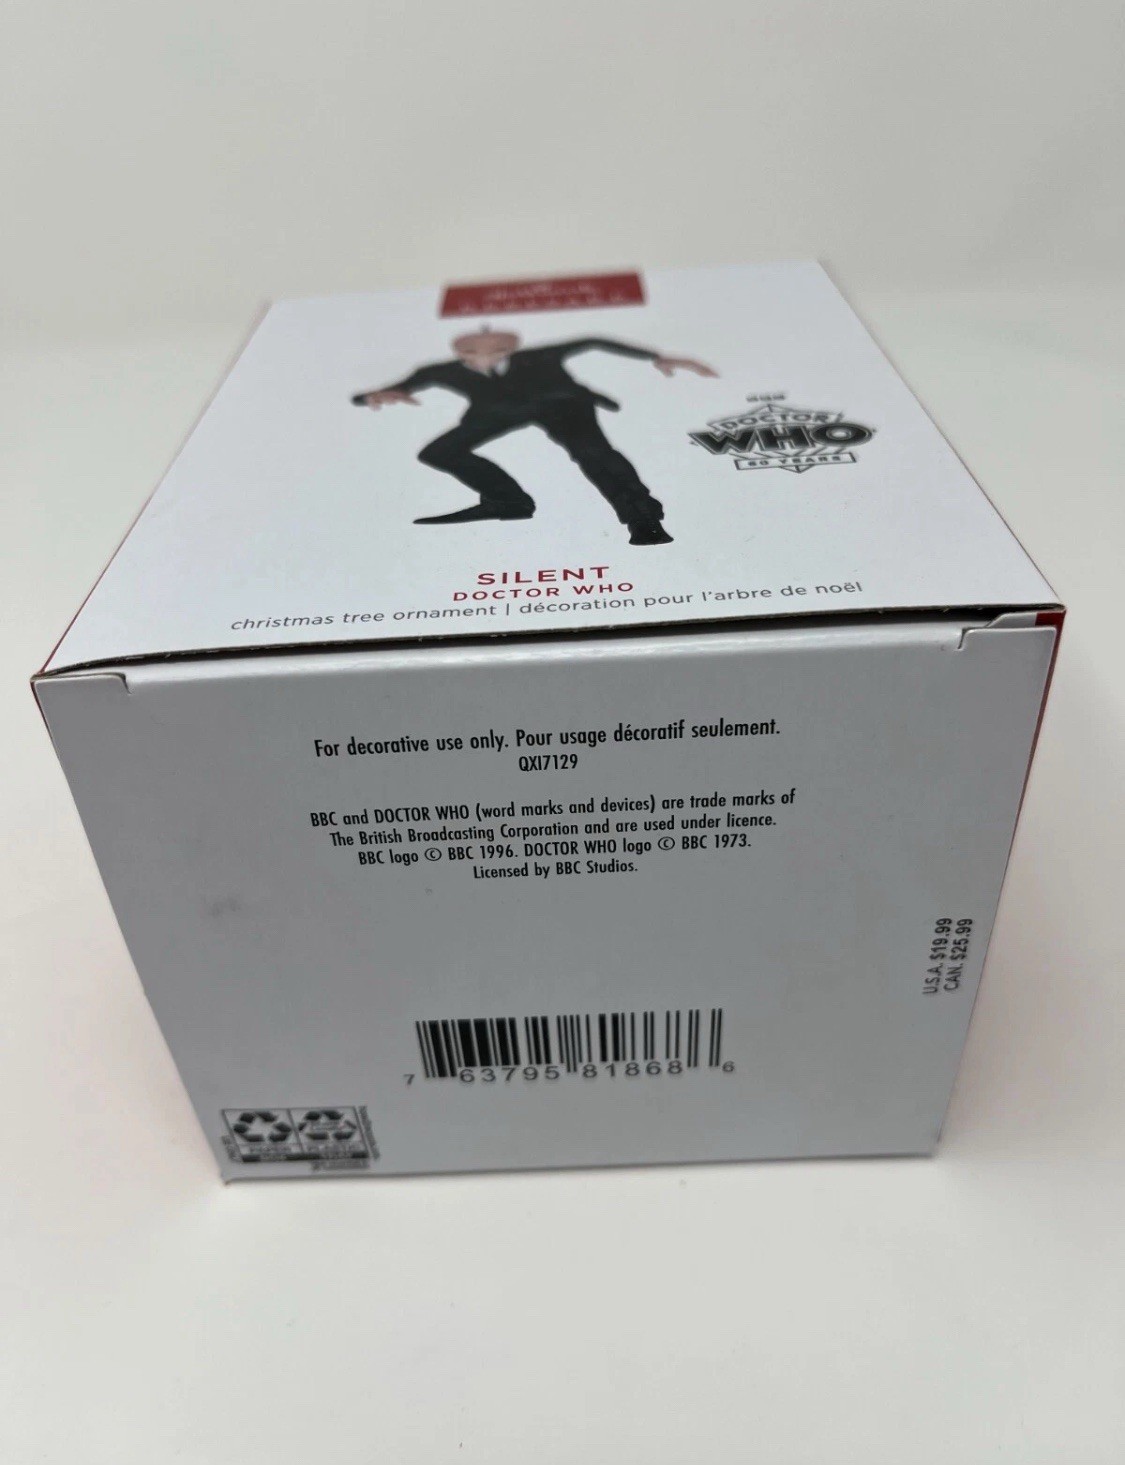 Hallmark
DOCTOR
WHO
60 YEARS
SILENT
DOCTOR WHO
christmas tree ornament | décoration pour l'arbre de noël
For decorative use only. Pour usage décoratif seulement.
QXI7129
BBC and DOCTOR WHO (word marks and devices) are trade marks of
The British Broadcasting Corporation and are used under licence.
BBC logo © BBC 1996. DOCTOR WHO logo © BBC 1973.
Licensed by BBC Studios.
U.S.A. $19.99
CAN. $25.99
7 63795 81868 6